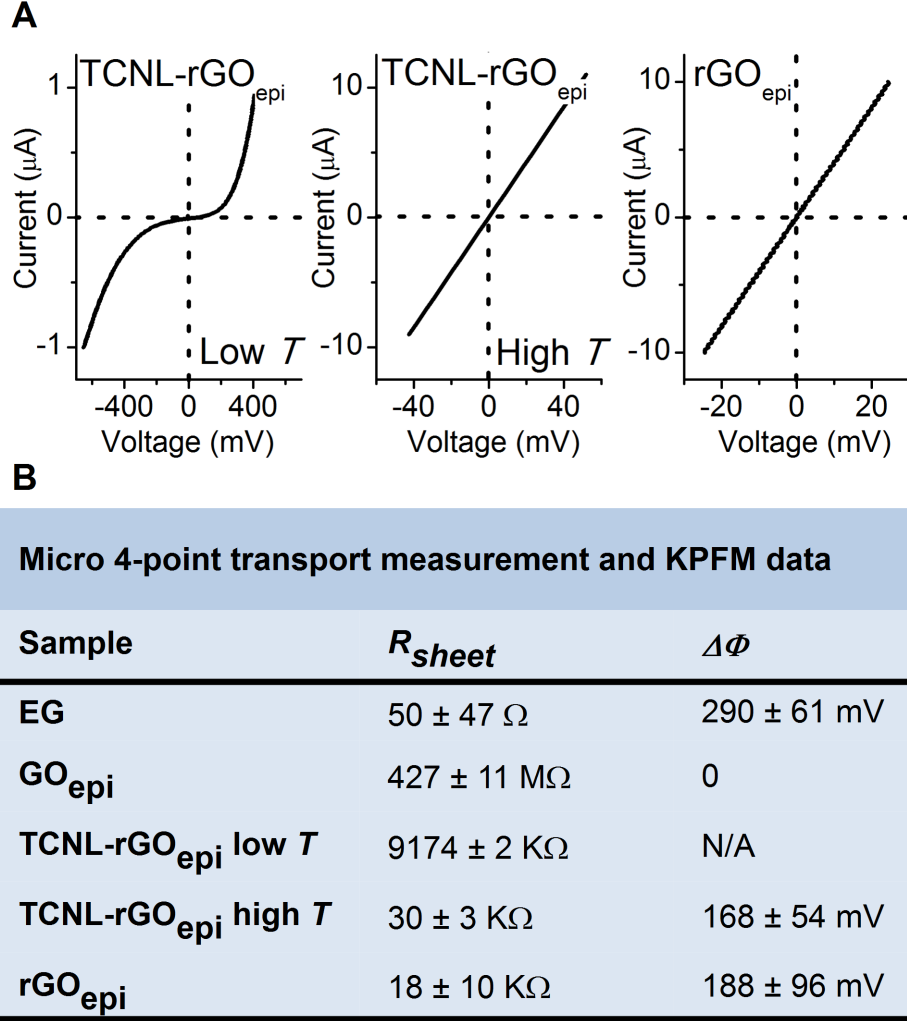 A
TCNL-rGOepi
1
0
-1
Current (μA)
Low T
-400 0 400
Voltage (mV)
TCNL-rGOepi
10
0
-10
Current (μA)
High T
-40 0 40
Voltage (mV)
rGOepi
10
0
-10
Current (μA)
-20 0 20
Voltage (mV)
B
Micro 4-point transport measurement and KPFM data
Sample Rsheet ΔΦ
EG 50 ± 47 Ω 290 ± 61 mV
GOepi 427 ± 11 MΩ 0
TCNL-rGOepi low T 9174 ± 2 KΩ N/A
TCNL-rGOepi high T 30 ± 3 KΩ 168 ± 54 mV
rGOepi 18 ± 10 KΩ 188 ± 96 mV